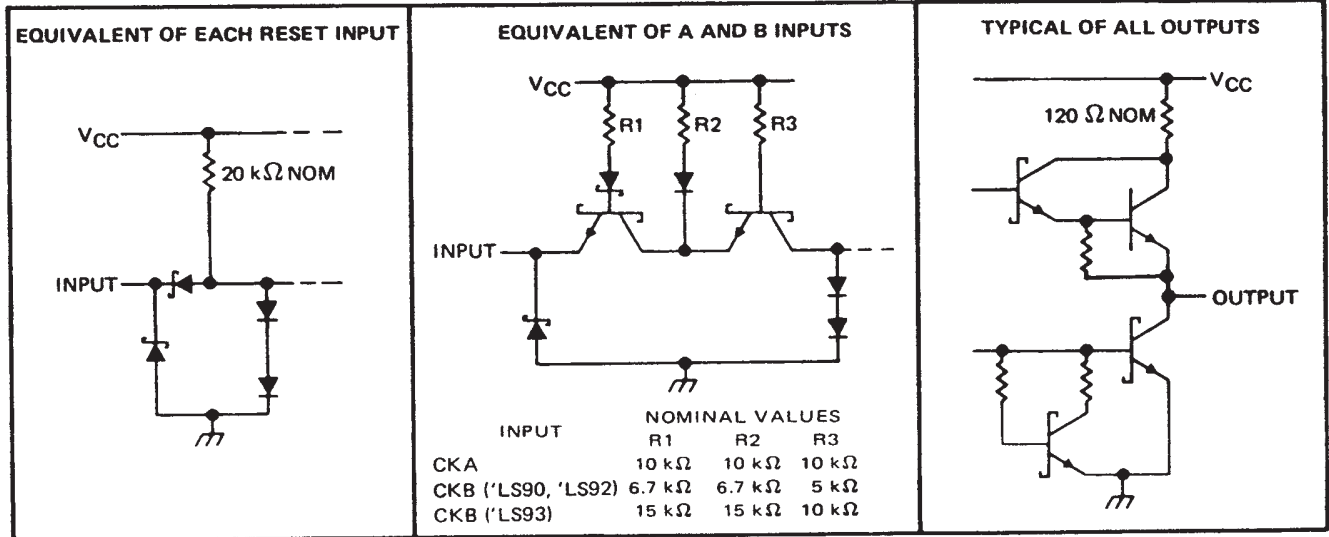 EQUIVALENT OF EACH RESET INPUT
VCC
20 kΩ NOM
INPUT
EQUIVALENT OF A AND B INPUTS
VCC
R1
R2
R3
INPUT
NOMINAL VALUES
INPUT R1 R2 R3
CKA 10 kΩ 10 kΩ 10 kΩ
CKB ('LS90, 'LS92) 6.7 kΩ 6.7 kΩ 5 kΩ
CKB ('LS93) 15 kΩ 15 kΩ 10 kΩ
TYPICAL OF ALL OUTPUTS
VCC
120 Ω NOM
OUTPUT